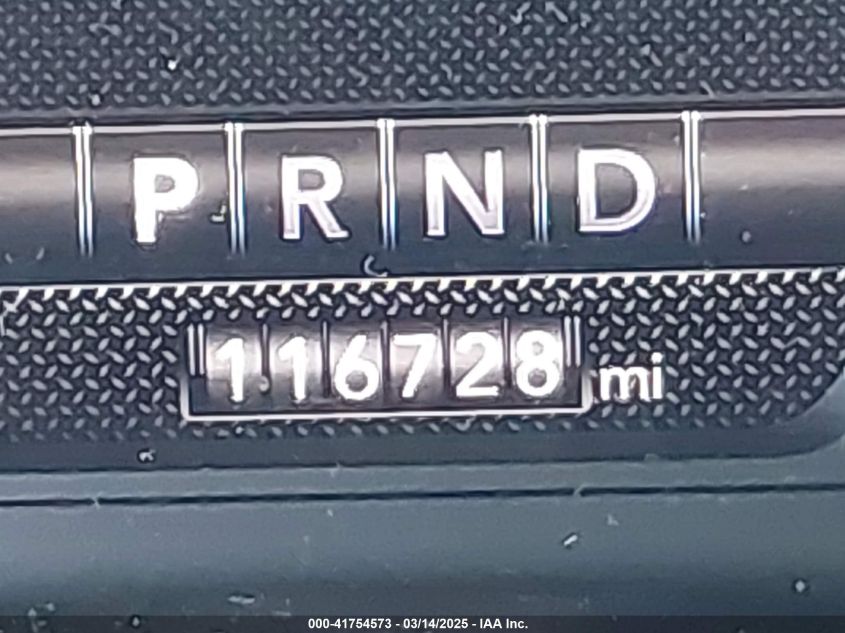 P R N D
116728 mi
000-41754573 - 03/14/2025 - IAA Inc.